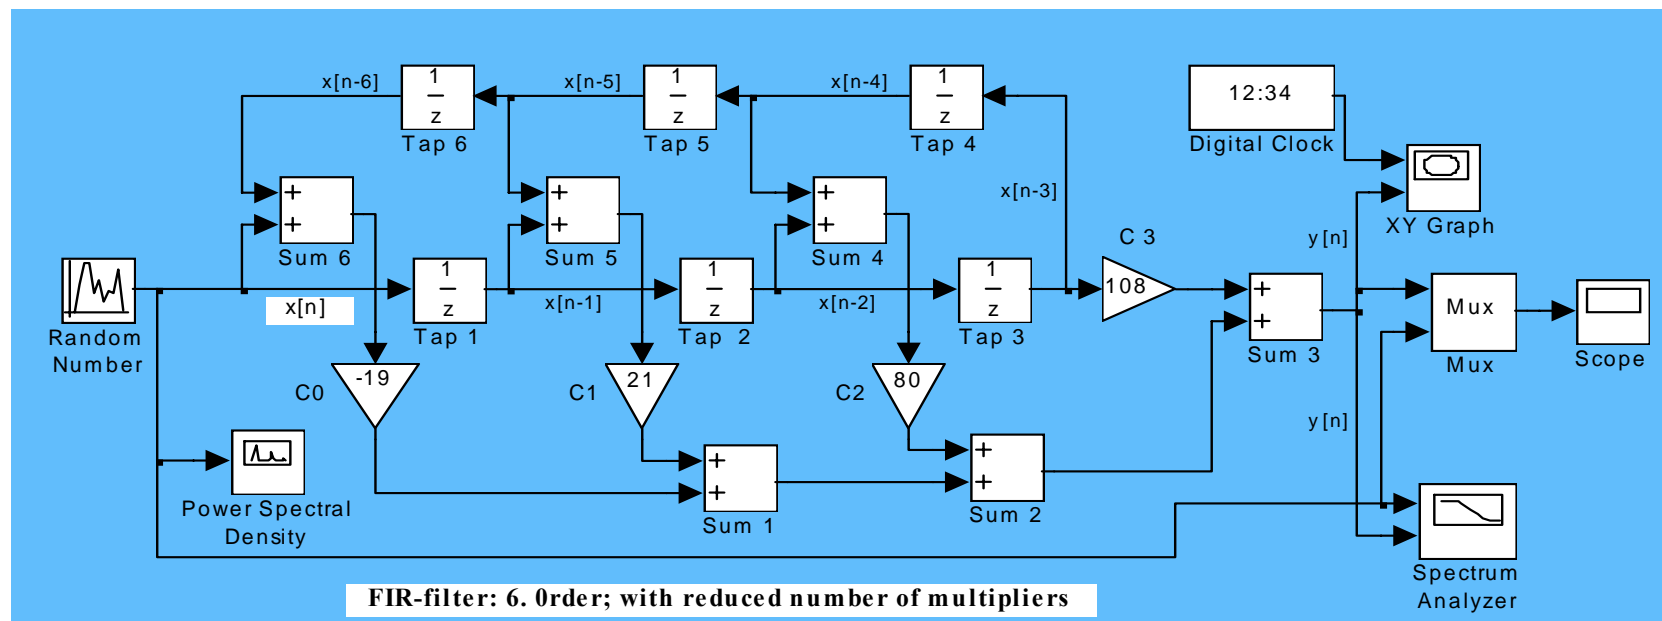 x[n-6]
1
z
Tap 6
x[n-5]
1
z
Tap 5
x[n-4]
1
z
Tap 4
12:34
Digital Clock
x[n-3]
XY Graph
+
+
Sum 6
+
+
Sum 5
+
+
Sum 4
C 3
y[n]
Random
Number
x[n]
1
z
Tap 1
x[n-1]
1
z
Tap 2
x[n-2]
1
z
Tap 3
108
+
+
Sum 3
Mux
Mux
Scope
C0
-19
C1
21
C2
80
y[n]
Power Spectral
Density
+
+
Sum 1
+
+
Sum 2
Spectrum
Analyzer
FIR-filter: 6. 0rder; with reduced number of multipliers